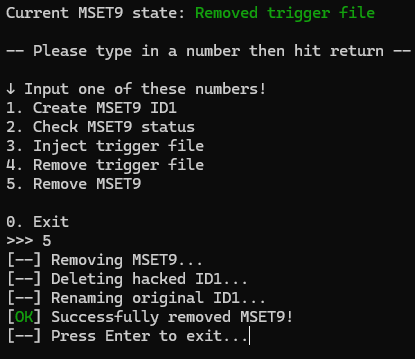 Current MSET9 state: Removed trigger file
-- Please type in a number then hit return --
↓ Input one of these numbers!
1. Create MSET9 ID1
2. Check MSET9 status
3. Inject trigger file
4. Remove trigger file
5. Remove MSET9
0. Exit
>>> 5
[--] Removing MSET9...
[--] Deleting hacked ID1...
[--] Renaming original ID1...
[OK] Successfully removed MSET9!
[--] Press Enter to exit...